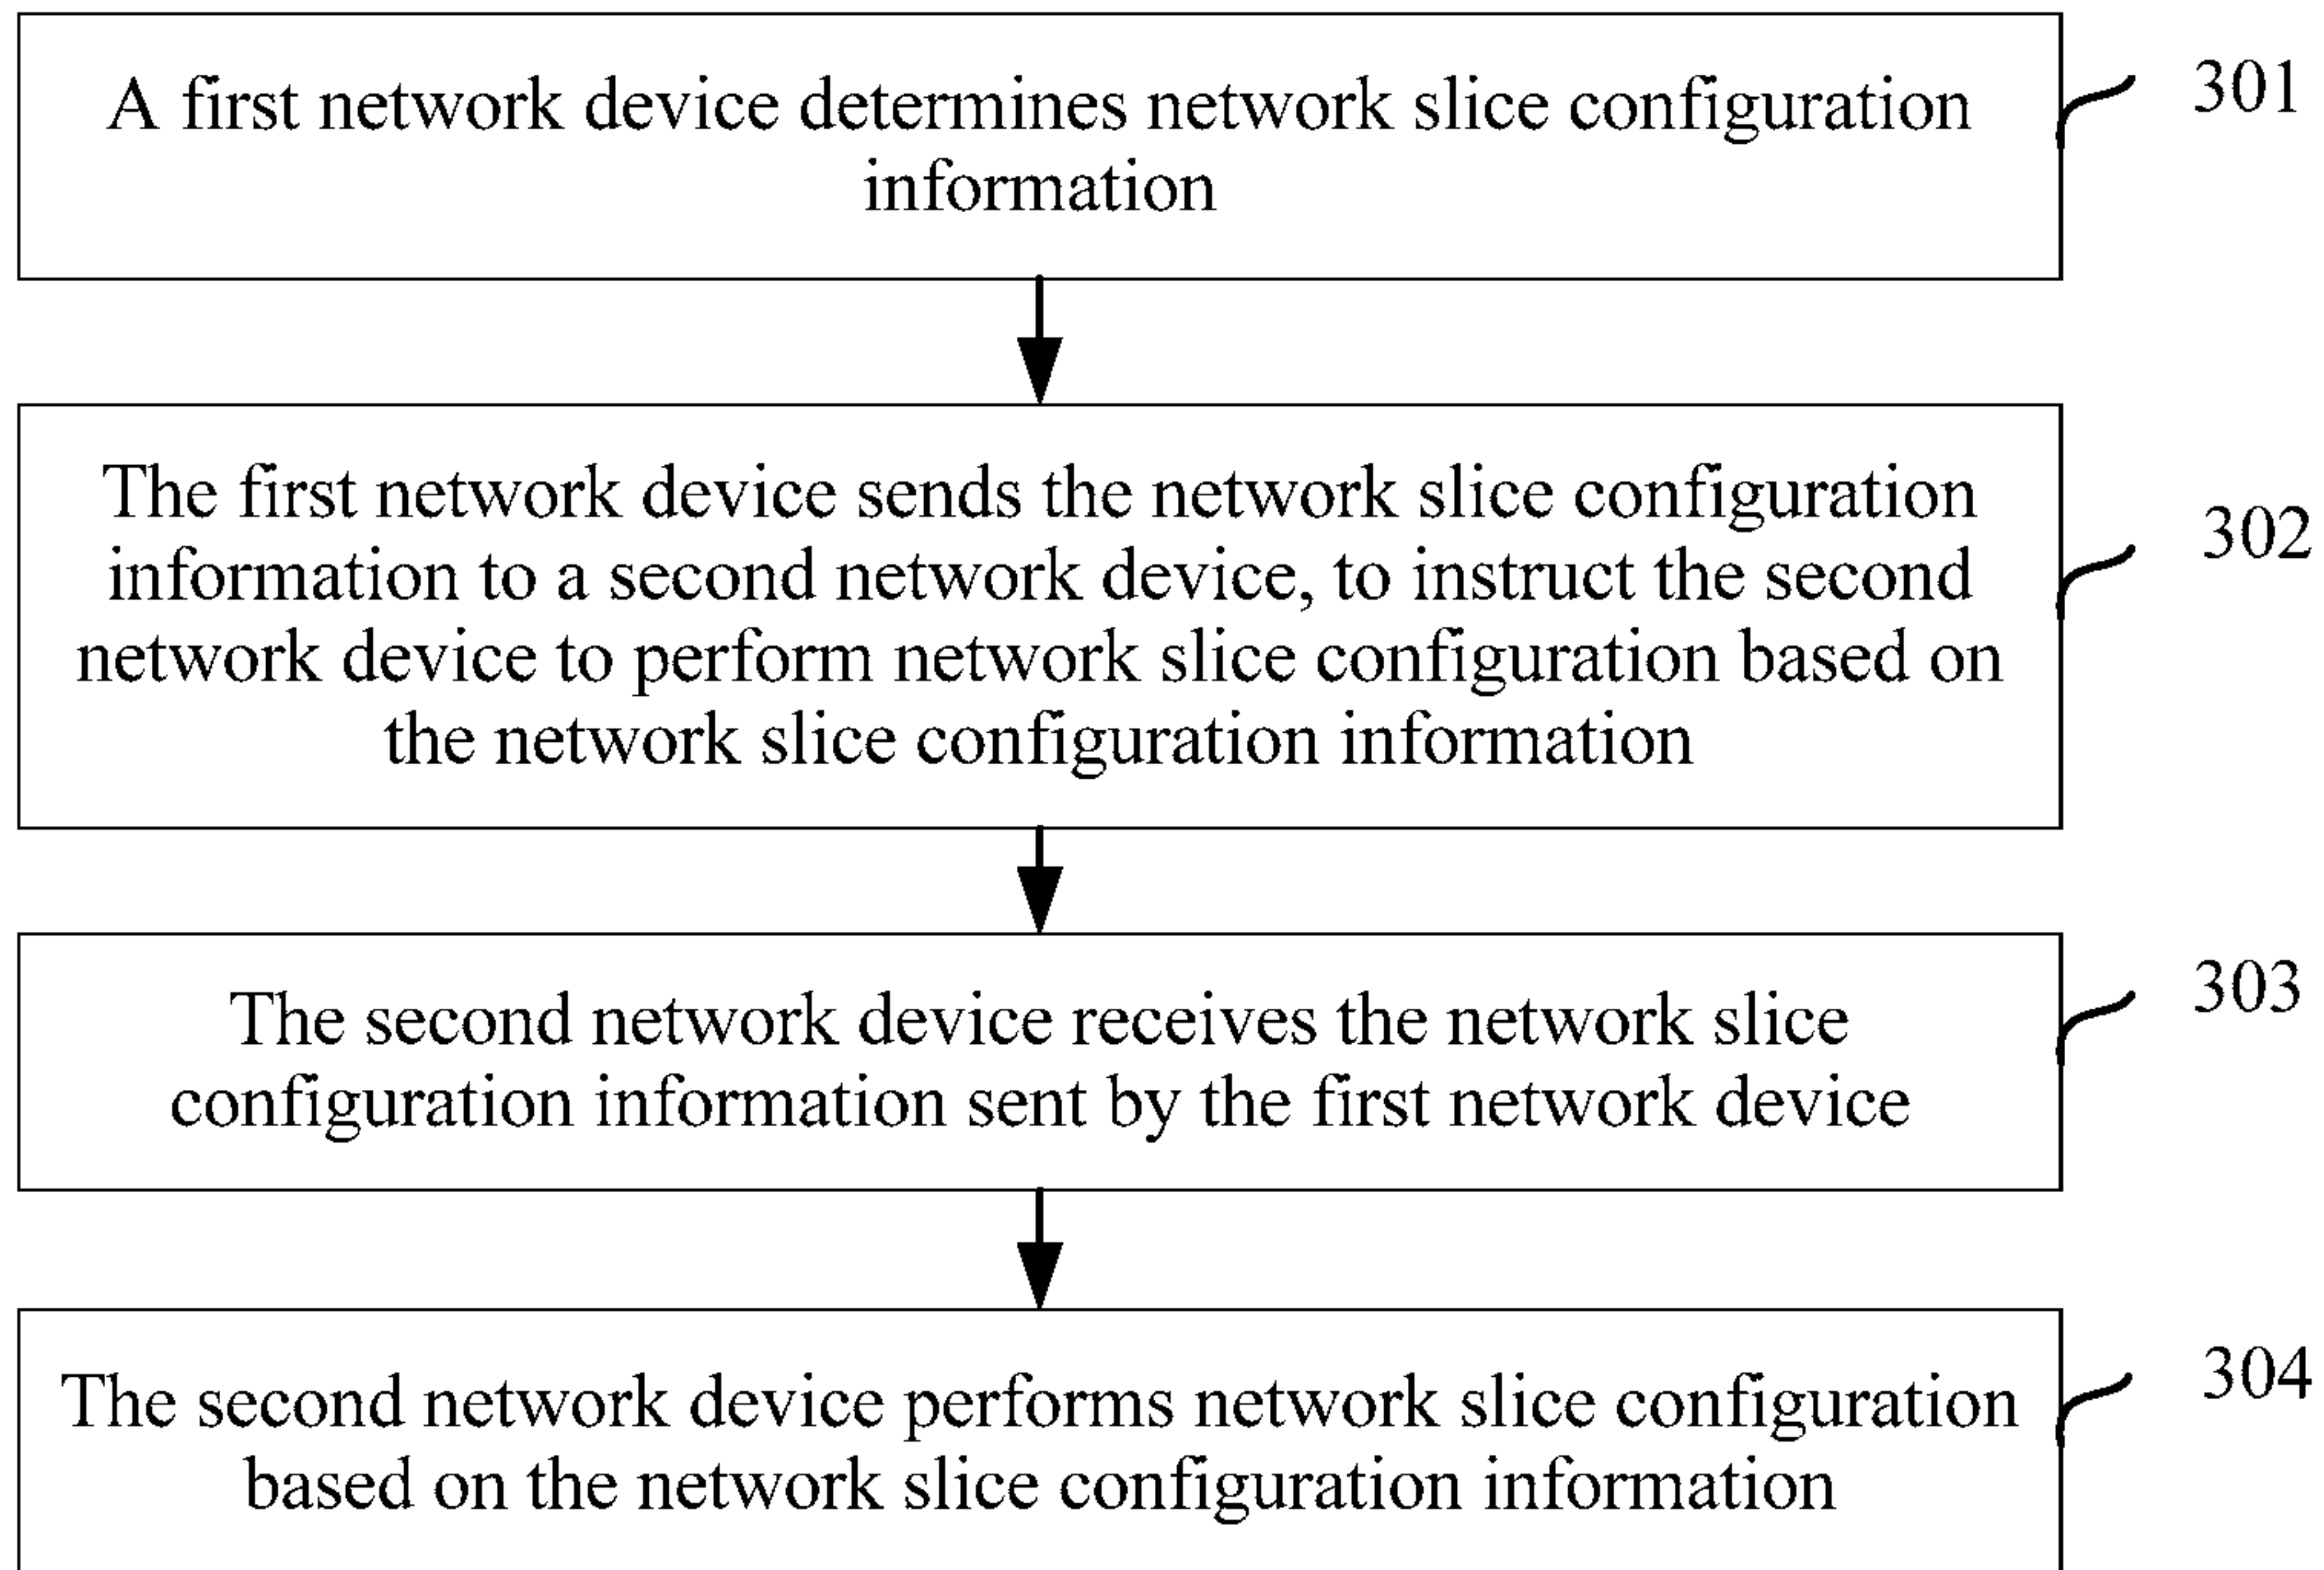 A first network device determines network slice configuration
information
301
The first network device sends the network slice configuration
information to a second network device, to instruct the second
network device to perform network slice configuration based on
the network slice configuration information
302
The second network device receives the network slice
configuration information sent by the first network device
303
The second network device performs network slice configuration
based on the network slice configuration information
304